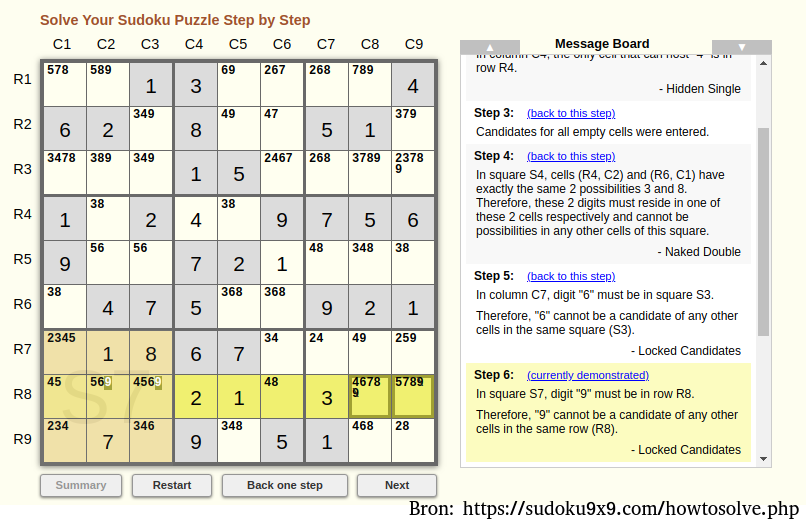 Solve Your Sudoku Puzzle Step by Step
C1 C2 C3 C4 C5 C6 C7 C8 C9
R1 578 589 1 3 69 267 268 789 4
R2 6 2 349 8 49 47 5 1 379
R3 3478 389 349 1 5 2467 268 3789 23789
R4 1 38 2 4 38 9 7 5 6
R5 9 56 56 7 2 1 48 348 38
R6 38 4 7 5 368 368 9 2 1
R7 2345 1 8 6 7 34 24 49 259
R8 45 569 4569 2 1 48 3 46789 5789
R9 234 7 346 9 348 5 1 468 28
S7
Summary Restart Back one step Next
▲ Message Board ▼
In column C4, the only cell that can host "4" is in
row R4.
- Hidden Single
Step 3: (back to this step)
Candidates for all empty cells were entered.
Step 4: (back to this step)
In square S4, cells (R4, C2) and (R6, C1) have
exactly the same 2 possibilities 3 and 8.
Therefore, these 2 digits must reside in one of
these 2 cells respectively and cannot be
possibilities in any other cells of this square.
- Naked Double
Step 5: (back to this step)
In column C7, digit "6" must be in square S3.
Therefore, "6" cannot be a candidate of any other
cells in the same square (S3).
- Locked Candidates
Step 6: (currently demonstrated)
In square S7, digit "9" must be in row R8.
Therefore, "9" cannot be a candidate of any other
cells in the same row (R8).
- Locked Candidates
Bron: https://sudoku9x9.com/howtosolve.php